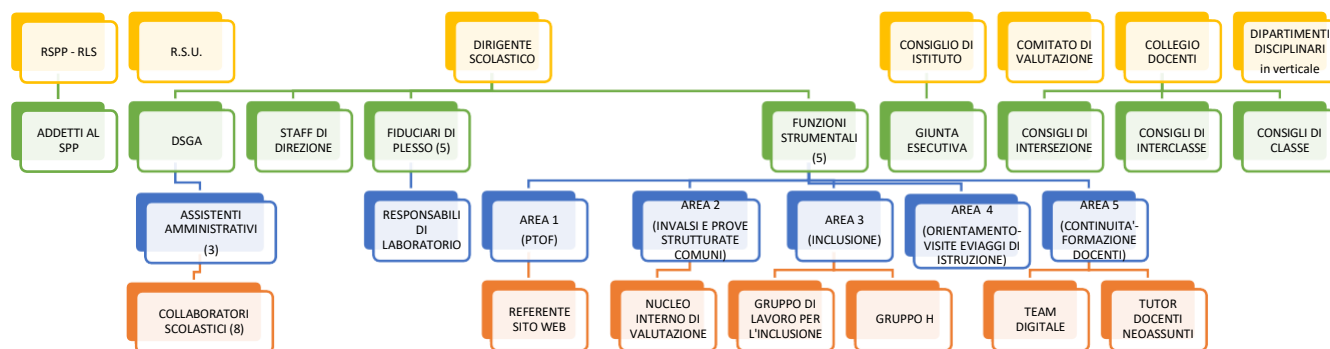 RSPP - RLS
R.S.U.
DIRIGENTE
SCOLASTICO
CONSIGLIO DI
ISTITUTO
COMITATO DI
VALUTAZIONE
COLLEGIO
DOCENTI
DIPARTIMENTI
DISCIPLINARI
in verticale
ADDETTI AL
SPP
DSGA
STAFF DI
DIREZIONE
FIDUCIARI DI
PLESSO (5)
FUNZIONI
STRUMENTALI
(5)
GIUNTA
ESECUTIVA
CONSIGLI DI
INTERSEZIONE
CONSIGLI DI
INTERCLASSE
CONSIGLI DI
CLASSE
ASSISTENTI
AMMINISTRATIVI
(3)
RESPONSABILI
DI
LABORATORIO
AREA 1
(PTOF)
AREA 2
(INVALSI E PROVE
STRUTTURATE
COMUNI)
AREA 3
(INCLUSIONE)
AREA 4
(ORIENTAMENTO-
VISITE EVIAGGI DI
ISTRUZIONE)
AREA 5
(CONTINUITA'-
FORMAZIONE
DOCENTI)
COLLABORATORI
SCOLASTICI (8)
REFERENTE
SITO WEB
NUCLEO
INTERNO DI
VALUTAZIONE
GRUPPO DI
LAVORO PER
L'INCLUSIONE
GRUPPO H
TEAM
DIGITALE
TUTOR
DOCENTI
NEOASSUNTI